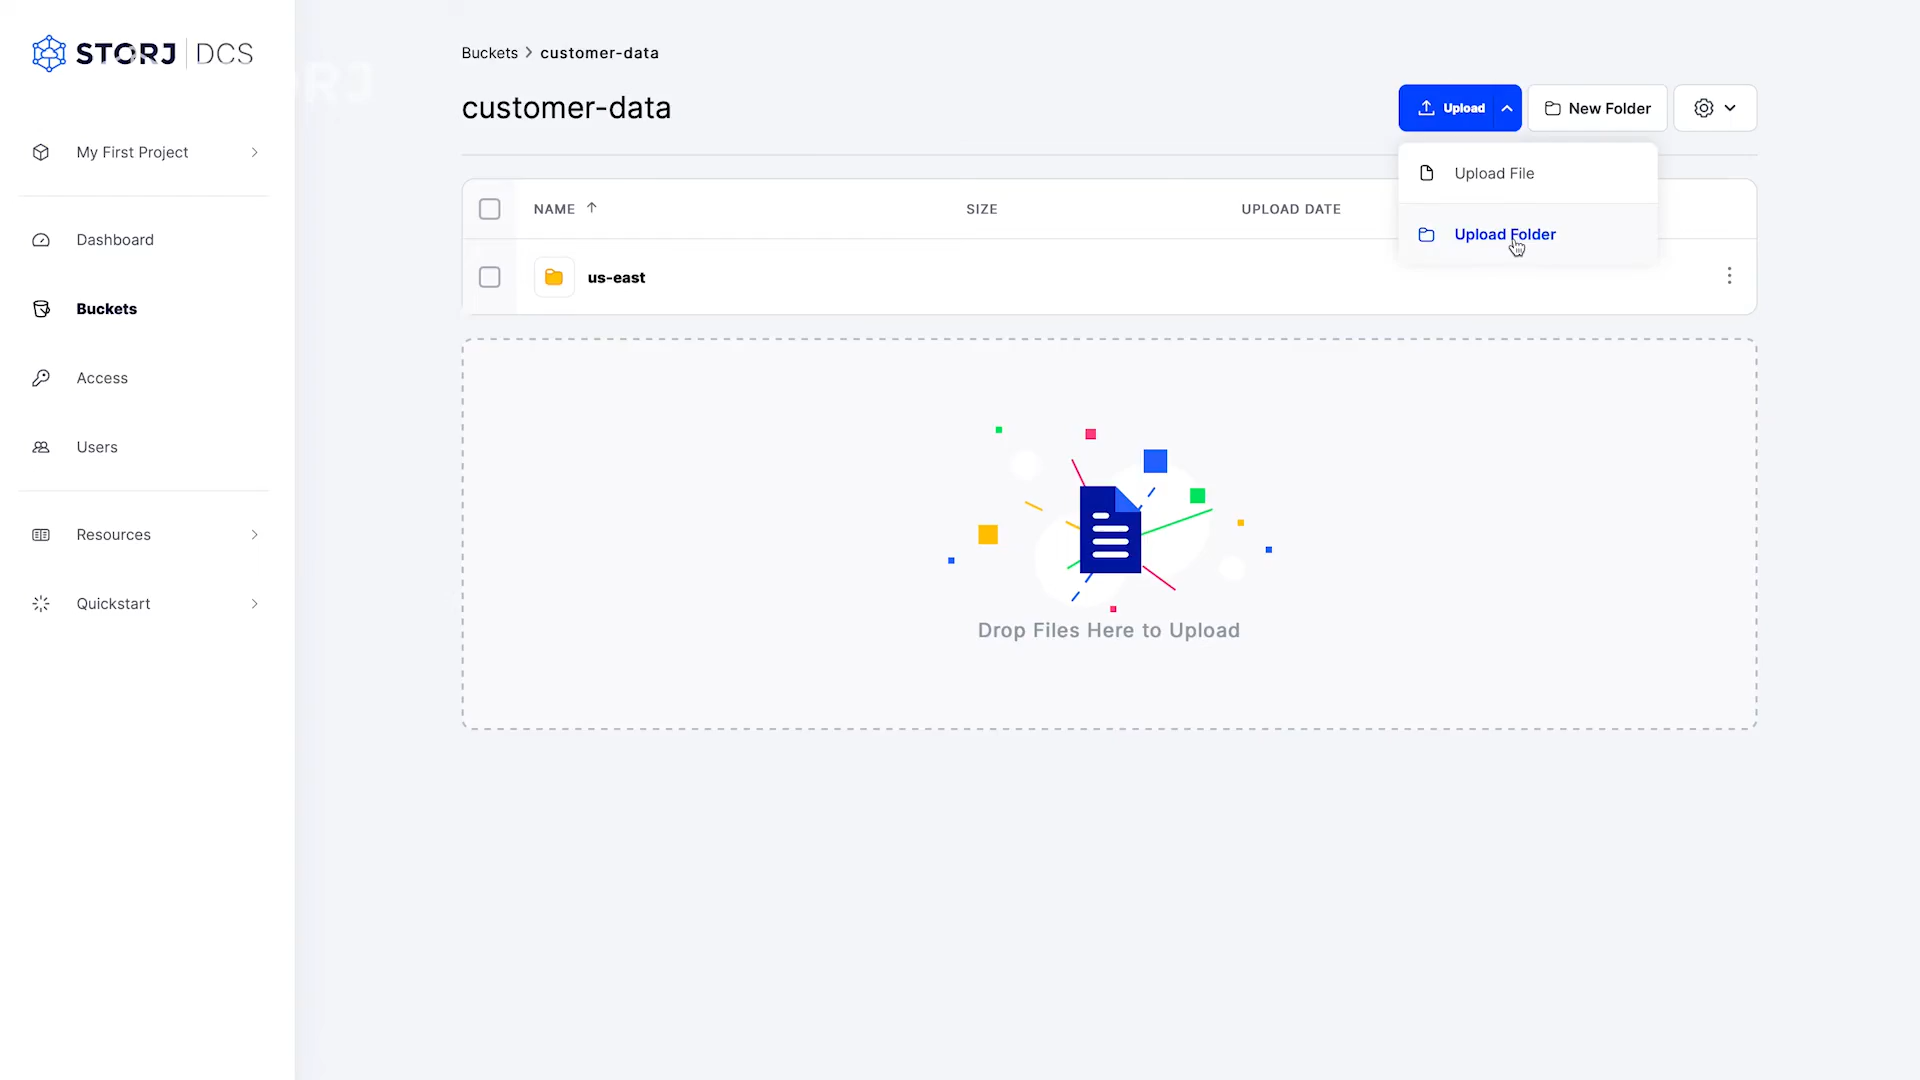 STORJ | DCS
My First Project
Dashboard
Buckets
Access
Users
Resources
Quickstart
Buckets > customer-data
customer-data
Upload
New Folder
Upload File
Upload Folder
NAME
SIZE
UPLOAD DATE
us-east
Drop Files Here to Upload